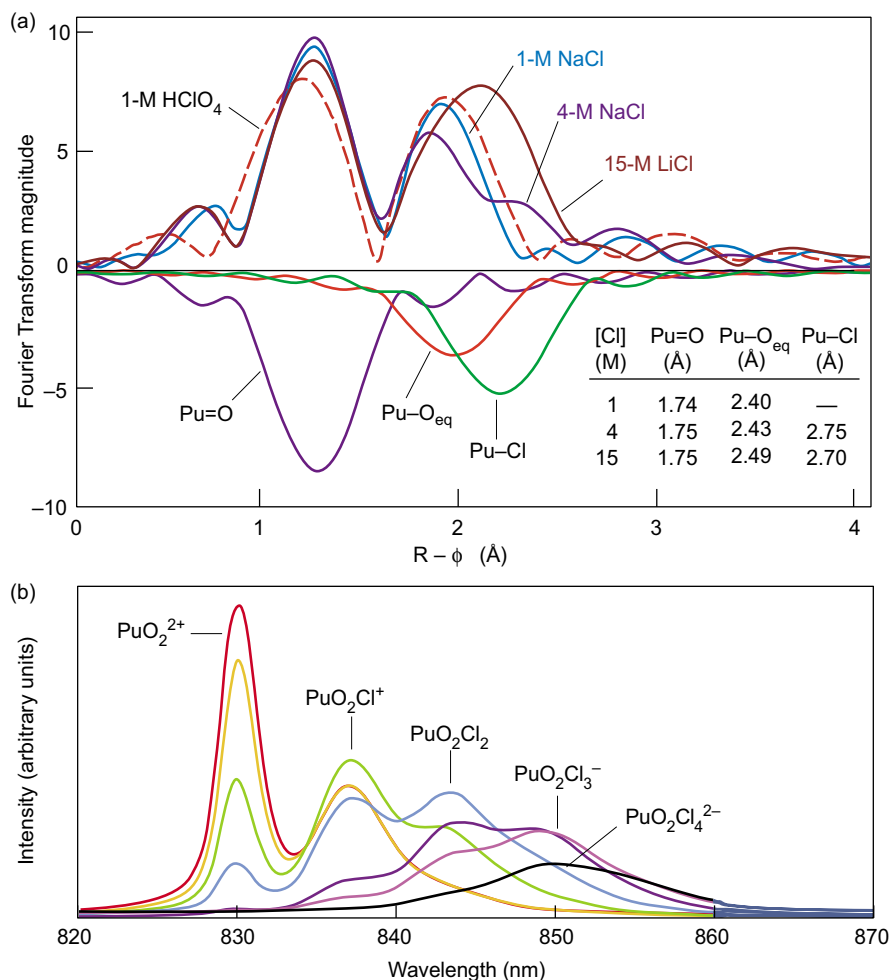 (a)
10
5
0
–5
–10
Fourier Transform magnitude
1-M HClO₄
1-M NaCl
4-M NaCl
15-M LiCl
Pu=O
Pu–Oeq
Pu–Cl
[Cl] Pu=O Pu–Oeq Pu–Cl
(M) (Å) (Å) (Å)
1 1.74 2.40 —
4 1.75 2.43 2.75
15 1.75 2.49 2.70
0 1 2 3 4
R – ϕ (Å)
(b)
Intensity (arbitrary units)
PuO₂²⁺
PuO₂Cl⁺
PuO₂Cl₂
PuO₂Cl₃⁻
PuO₂Cl₄²⁻
820 830 840 850 860 870
Wavelength (nm)